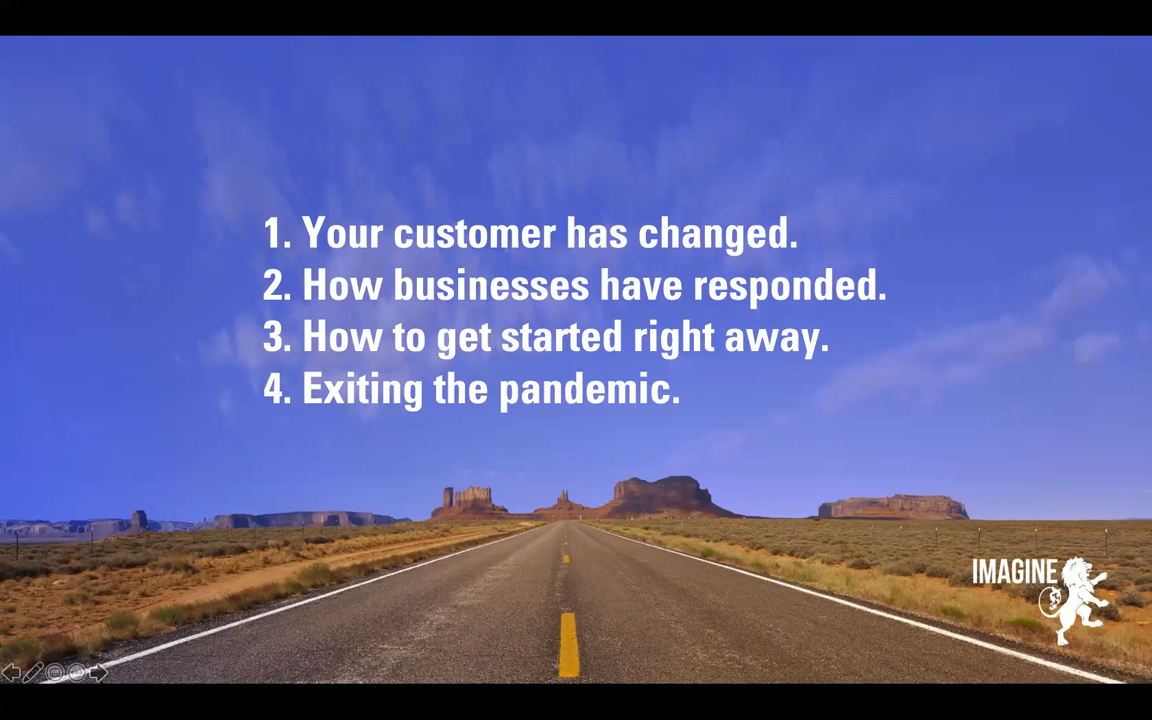 1. Your customer has changed.
2. How businesses have responded.
3. How to get started right away.
4. Exiting the pandemic.
IMAGINE